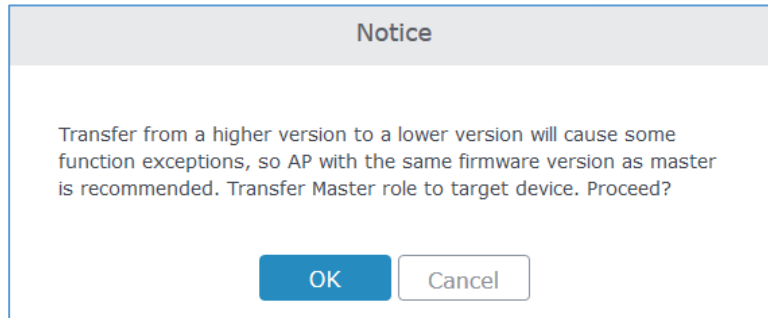 Notice
Transfer from a higher version to a lower version will cause some
function exceptions, so AP with the same firmware version as master
is recommended. Transfer Master role to target device. Proceed?
OK
Cancel